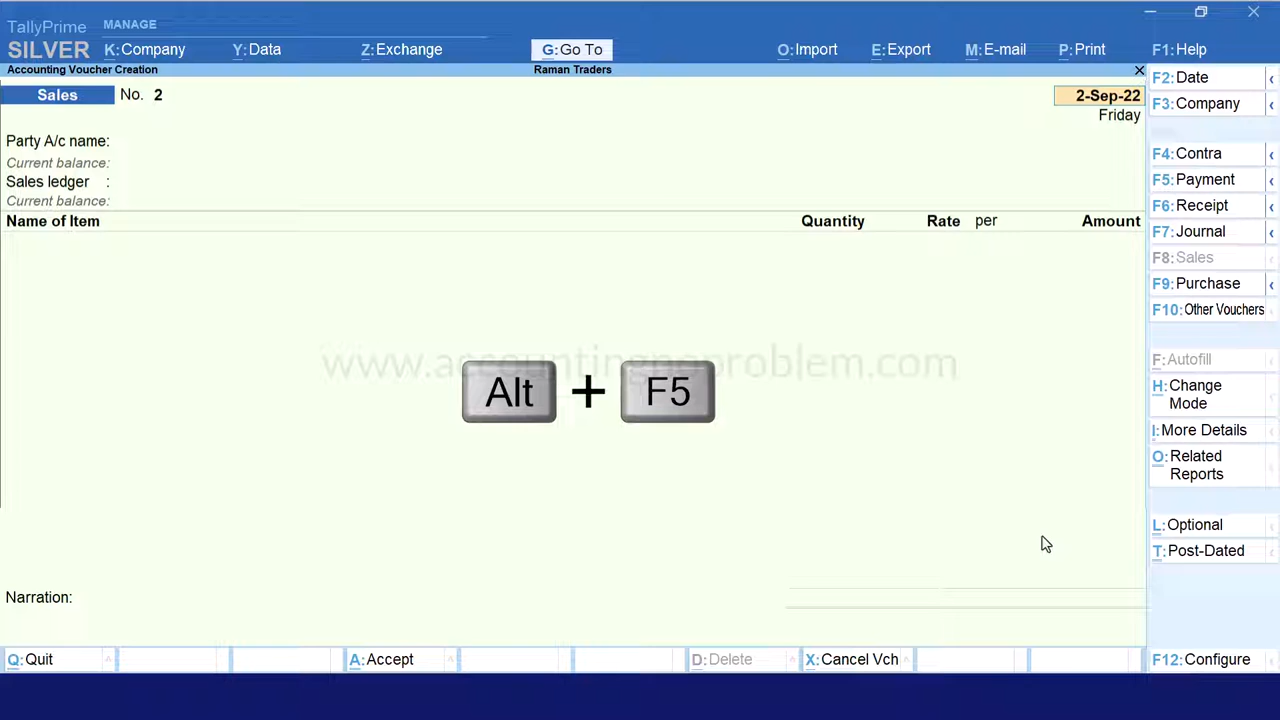 TallyPrime MANAGE
SILVER K:Company Y:Data Z:Exchange G:Go To O:Import E:Export M:E-mail P:Print F1:Help
Accounting Voucher Creation Raman Traders
Sales No. 2 2-Sep-22
Friday
Party A/c name:
Current balance:
Sales ledger :
Current balance:
Name of Item Quantity Rate per Amount
www.accountingnoproblem.com
Alt + F5
Narration:
Q:Quit A:Accept D:Delete X:Cancel Vch F12:Configure
F2:Date
F3:Company
F4:Contra
F5:Payment
F6:Receipt
F7:Journal
F8:Sales
F9:Purchase
F10:Other Vouchers
F:Autofill
H:Change
Mode
I:More Details
O:Related
Reports
L:Optional
T:Post-Dated